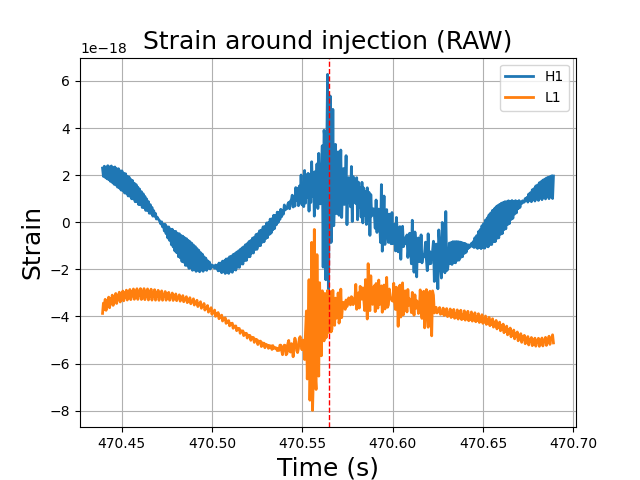 Strain around injection (RAW)
1e−18
H1
L1
6
4
2
0
−2
−4
−6
−8
Strain
470.45 470.50 470.55 470.60 470.65 470.70
Time (s)